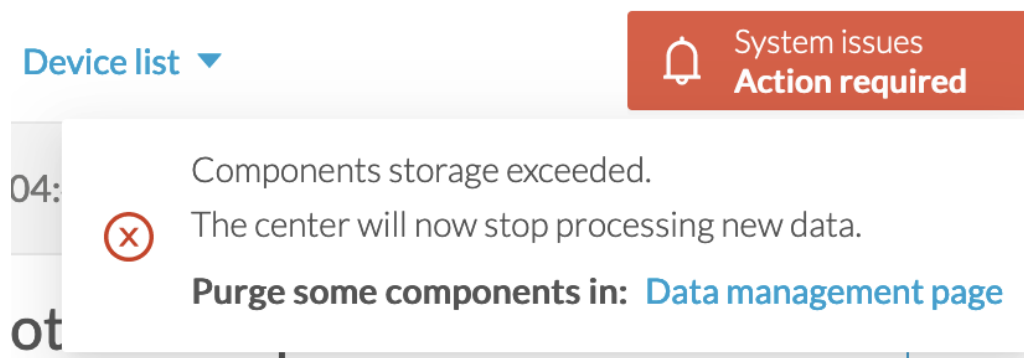 Device list
System issues
Action required
04:
Components storage exceeded.
The center will now stop processing new data.
Purge some components in: Data management page
ot